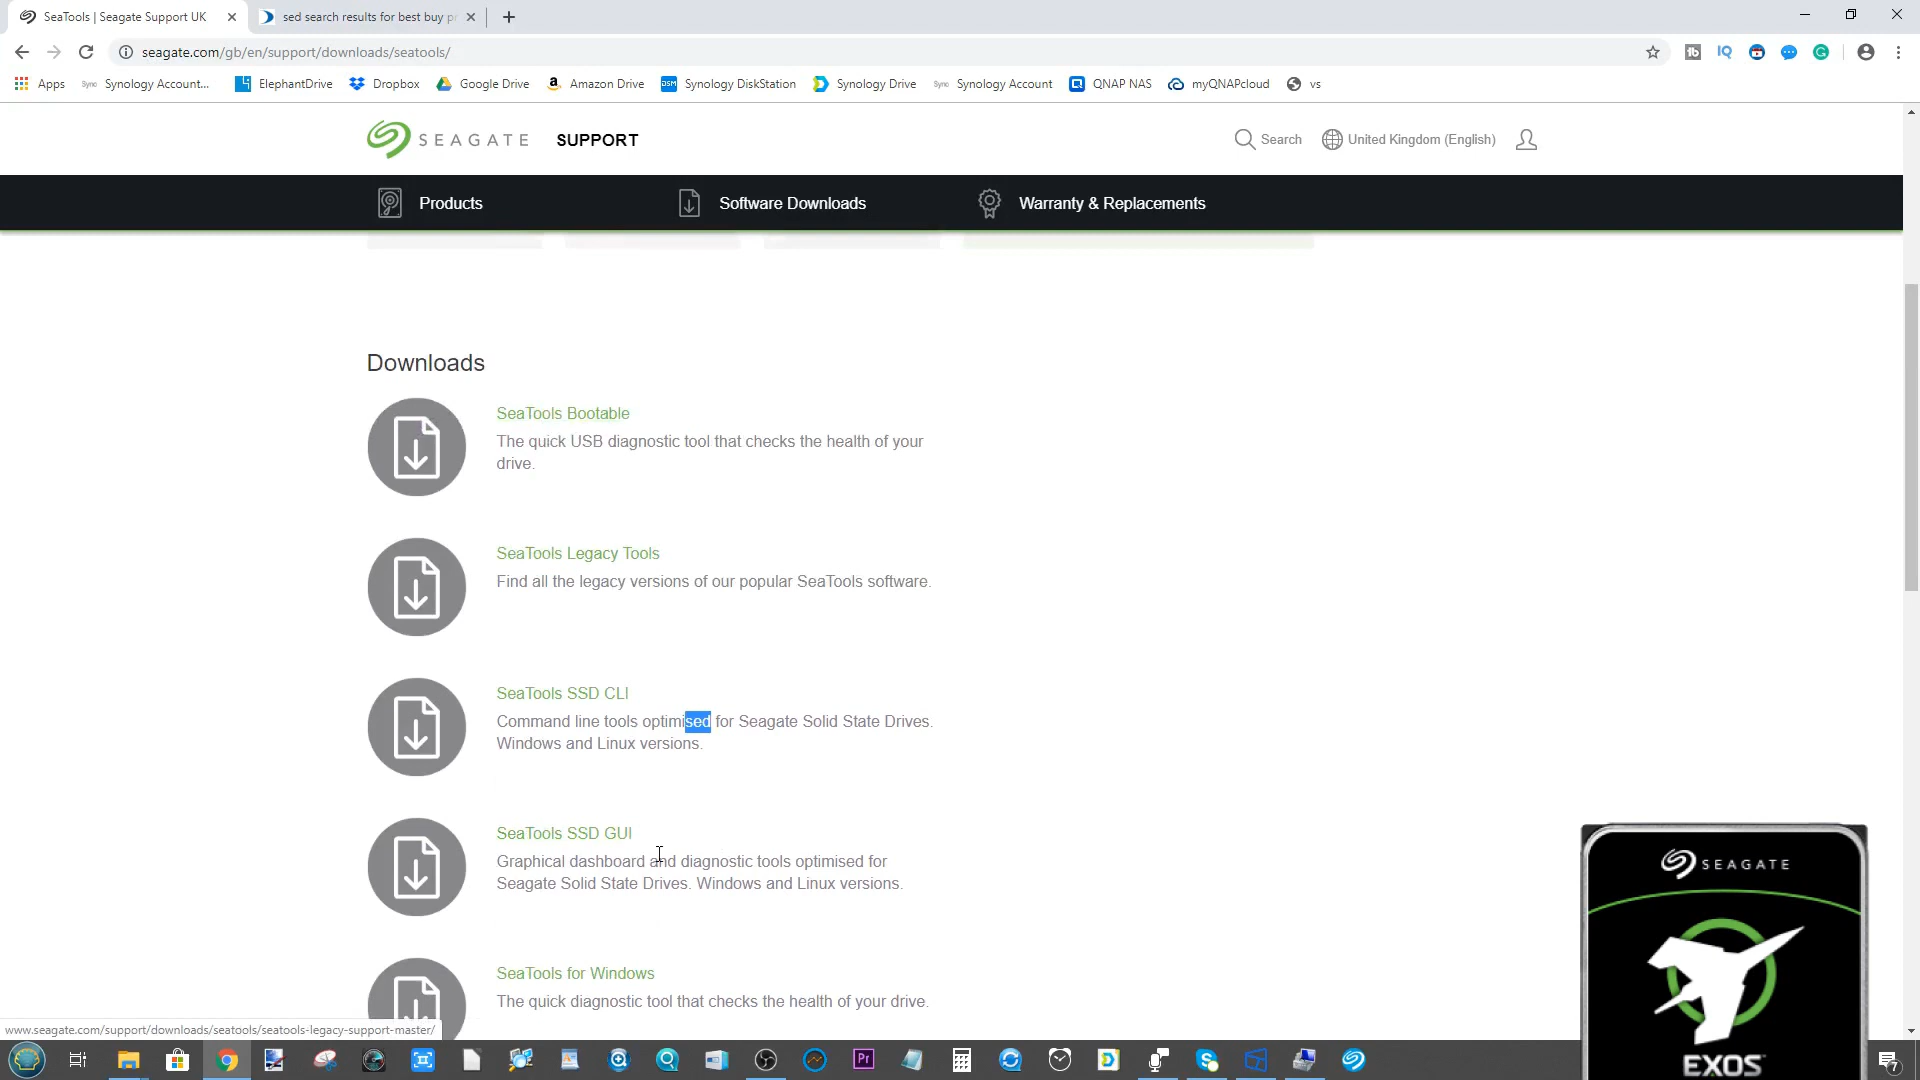 SeaTools | Seagate Support UK
sed search results for best buy pr
seagate.com/gb/en/support/downloads/seatools/
Apps
Sync Synology Account...
ElephantDrive
Dropbox
Google Drive
Amazon Drive
DSM Synology DiskStation
Synology Drive
Sync Synology Account
QNAP NAS
myQNAPcloud
vs
SEAGATE SUPPORT
Search
United Kingdom (English)
Products
Software Downloads
Warranty & Replacements
Downloads
SeaTools Bootable
The quick USB diagnostic tool that checks the health of your
drive.
SeaTools Legacy Tools
Find all the legacy versions of our popular SeaTools software.
SeaTools SSD CLI
Command line tools optimised for Seagate Solid State Drives.
Windows and Linux versions.
SeaTools SSD GUI
Graphical dashboard and diagnostic tools optimised for
Seagate Solid State Drives. Windows and Linux versions.
SeaTools for Windows
The quick diagnostic tool that checks the health of your drive.
SEAGATE
EXOS
www.seagate.com/support/downloads/seatools/seatools-legacy-support-master/
Pr
7